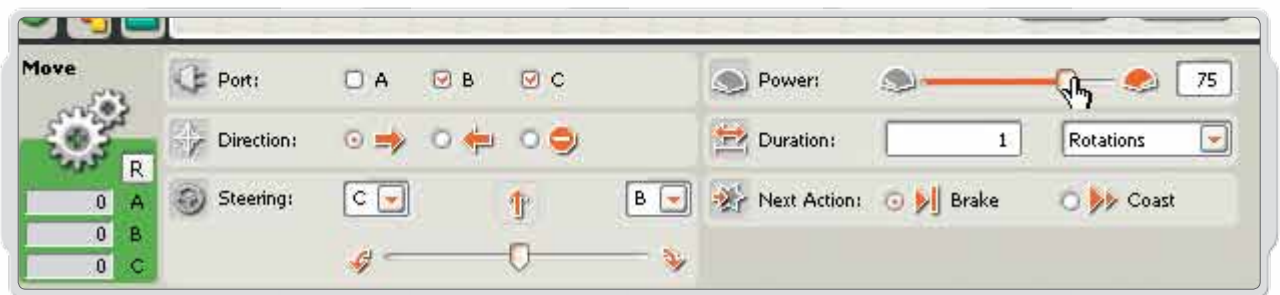 Move
R
0 A
0 B
0 C
Port: A B C
Direction:
Steering: C B
Power: 75
Duration: 1 Rotations
Next Action: Brake Coast